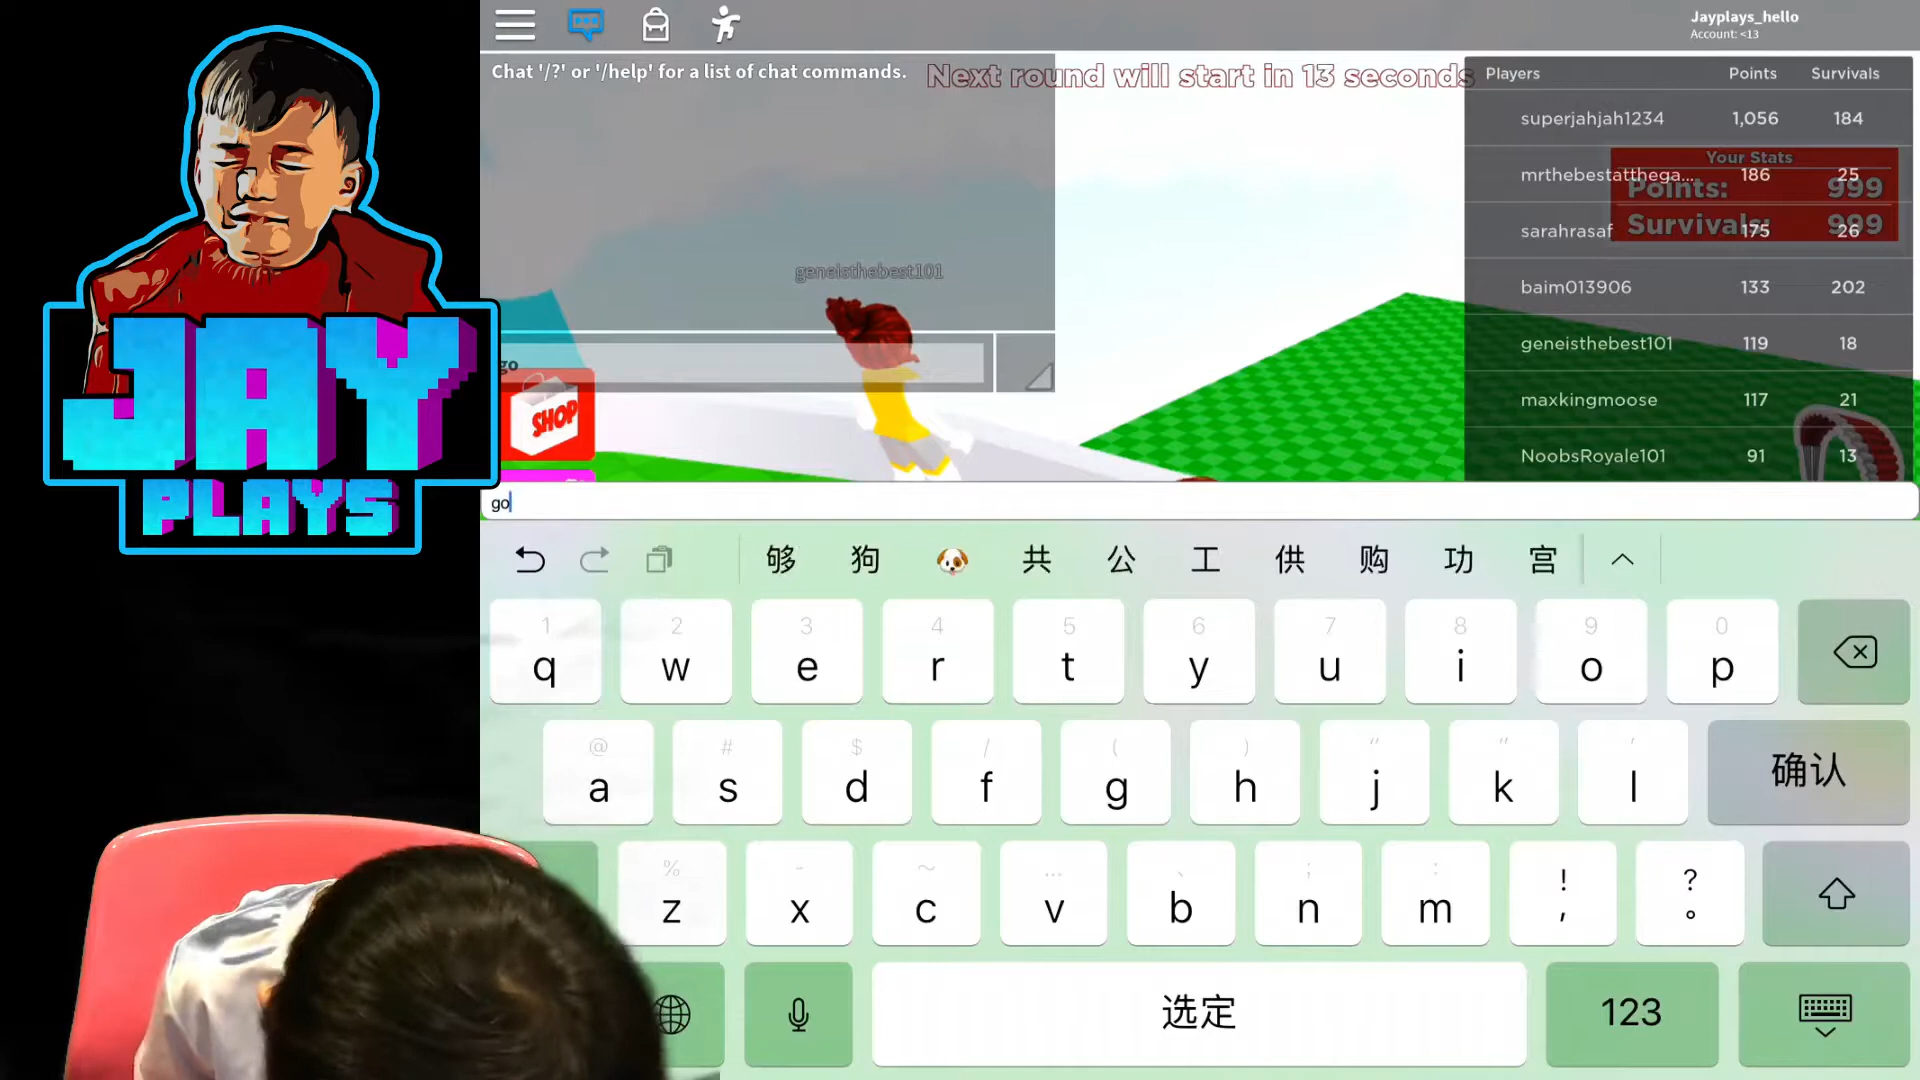 Jayplays_hello
Account: <13
Chat '/?' or '/help' for a list of chat commands.
Next round will start in 13 seconds
Players Points Survivals
superjahjah1234 1,056 184
Your Stats
mrthebestatthega... 186 25
Points: 999
Survivals: 999
sarahrasaf 175 26
baim013906 133 202
geneisthebest101 119 18
maxkingmoose 117 21
NoobsRoyale101 91 13
geneisthebest101
go
SHOP
JAY
PLAYS
go
够 狗 共 公 工 供 购 功 宫
1 2 3 4 5 6 7 8 9 0
q w e r t y u i o p
@ # $ / ( ) “ ” ‘
a s d f g h j k l 确认
% - ~ … 、 ; : ! ?
z x c v b n m , 。
选定 123